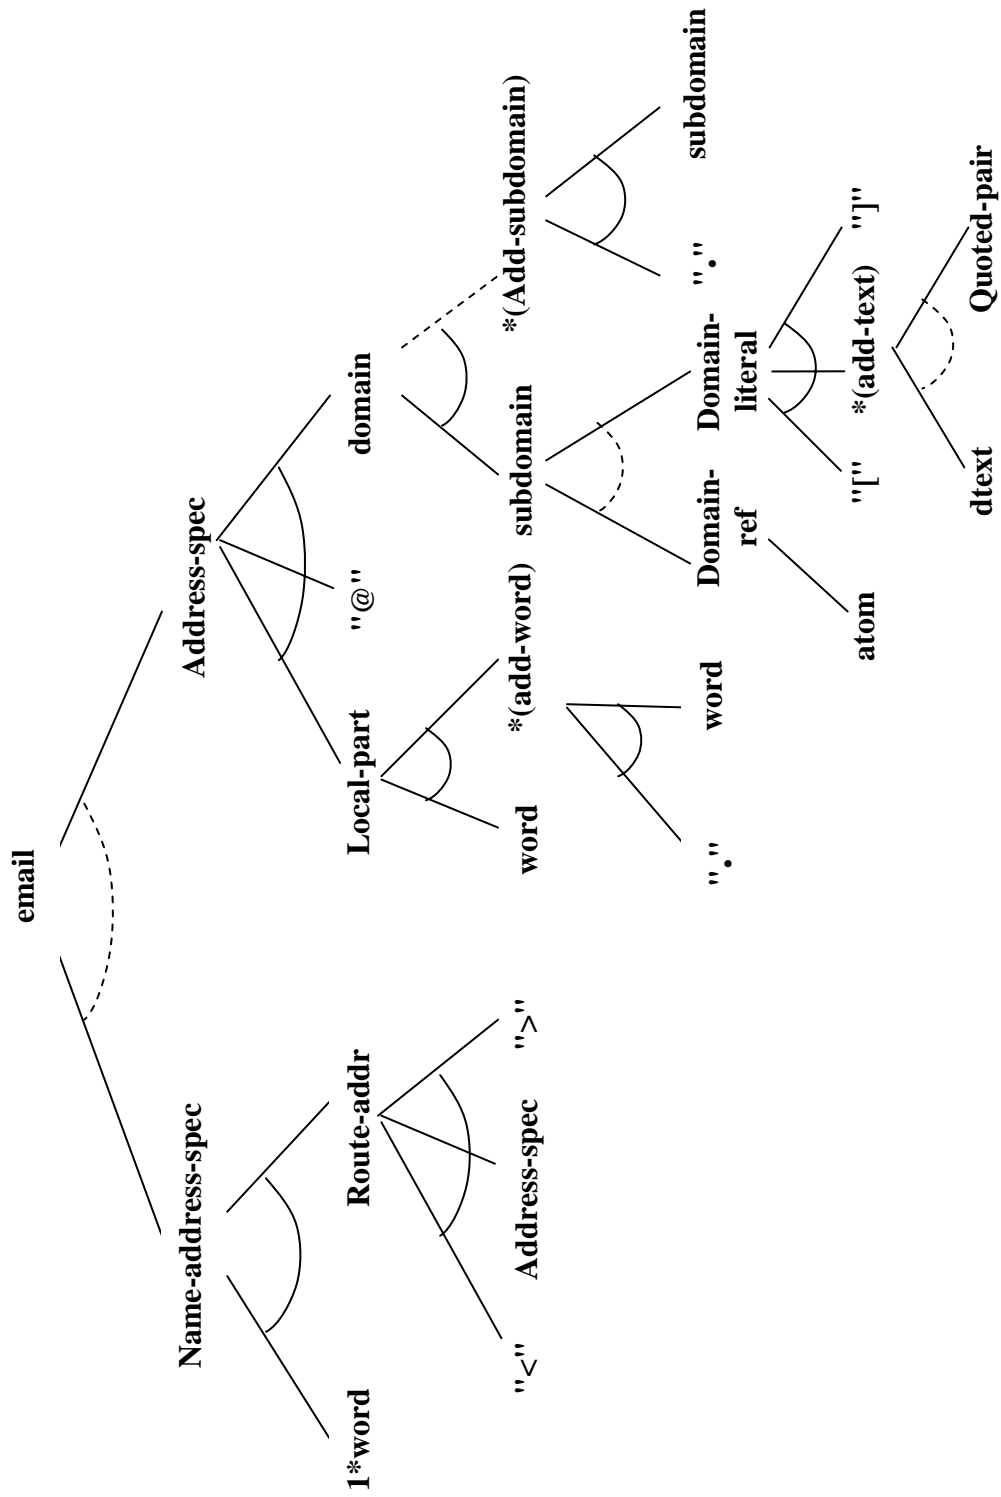 email
Name-address-spec
Address-spec
1*word
Route-addr
Local-part
"@"
domain
"<"
Address-spec
">"
word
*(add-word)
subdomain
*(Add-subdomain)
"."
word
Domain-
ref
Domain-
literal
"."
subdomain
atom
"["
*(add-text)
"]"
dtext
Quoted-pair